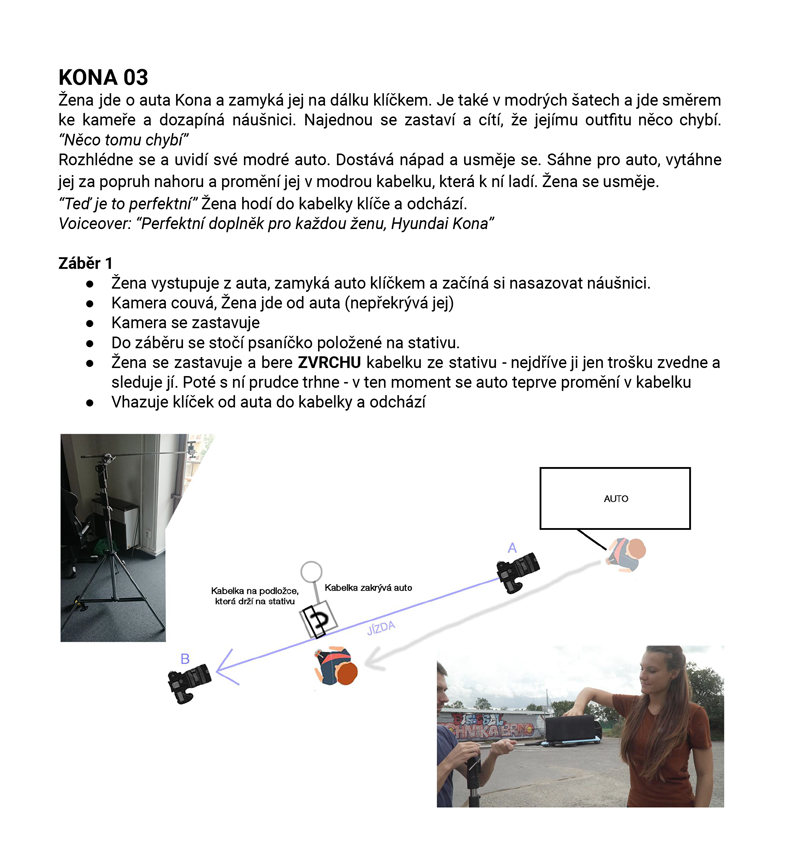 KONA 03
Žena jde o auta Kona a zamyká jej na dálku klíčkem. Je také v modrých šatech a jde směrem
ke kameře a dozapíná náušnici. Najednou se zastaví a cítí, že jejímu outfitu něco chybí.
“Něco tomu chybí”
Rozhlédne se a uvidí své modré auto. Dostává nápad a usměje se. Sáhne pro auto, vytáhne
jej za popruh nahoru a promění jej v modrou kabelku, která k ní ladí. Žena se usměje.
“Teď je to perfektní” Žena hodí do kabelky klíče a odchází.
Voiceover: “Perfektní doplněk pro každou ženu, Hyundai Kona”
Záběr 1
● Žena vystupuje z auta, zamyká auto klíčkem a začíná si nasazovat náušnici.
● Kamera couvá, Žena jde od auta (nepřekrývá jej)
● Kamera se zastavuje
● Do záběru se stočí psaníčko položené na stativu.
● Žena se zastavuje a bere ZVRCHU kabelku ze stativu - nejdříve ji jen trošku zvedne a
sleduje jí. Poté s ní prudce trhne - v ten moment se auto teprve promění v kabelku
● Vhazuje klíček od auta do kabelky a odchází
AUTO
A
Kabelka na podložce,
ktorá drží na stativu
Kabelka zakrývá auto
JÍZDA
B